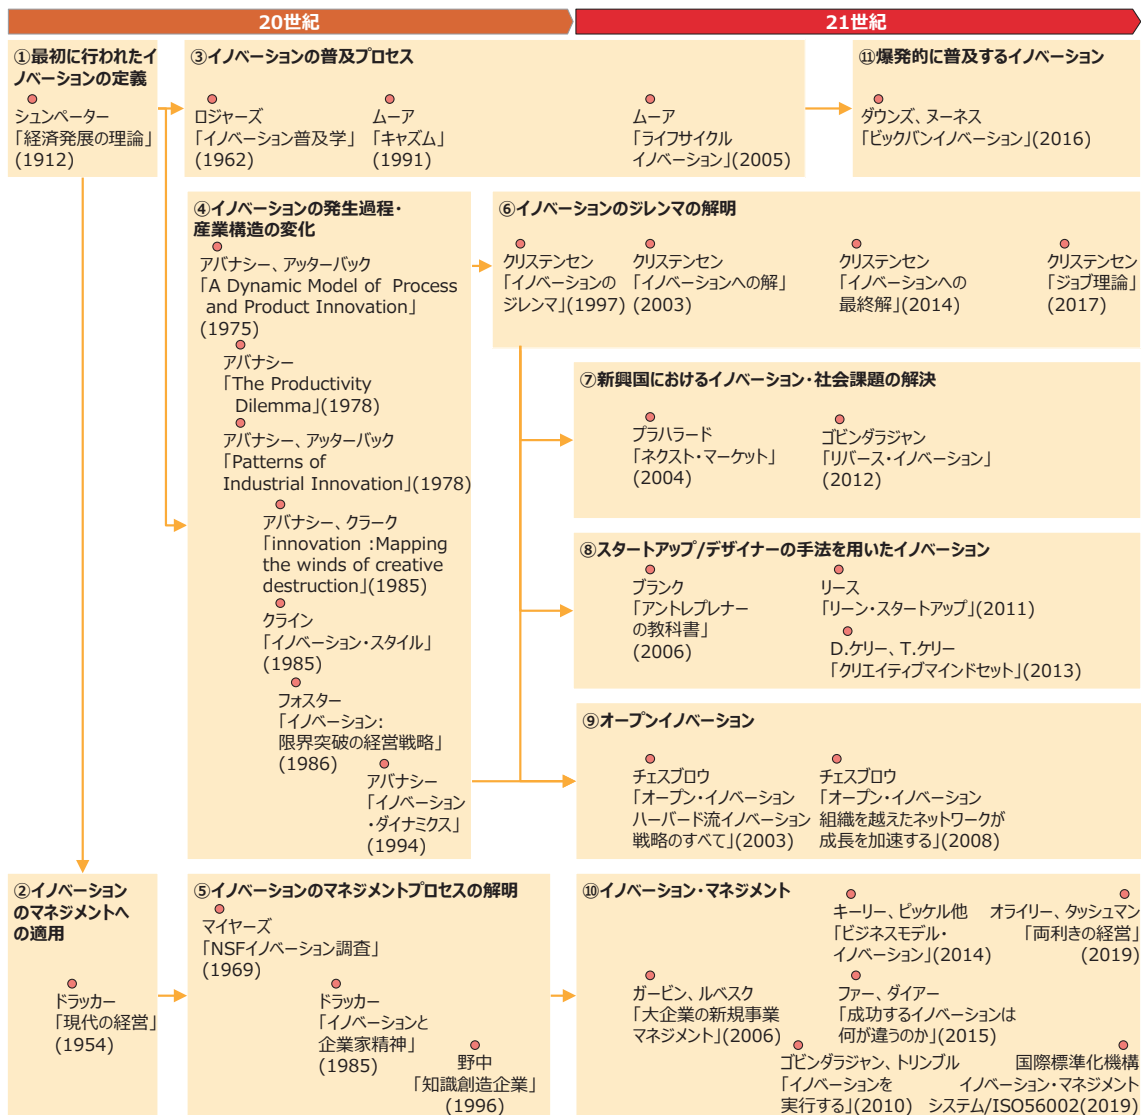 20世紀
21世紀
①最初に行われたイ
ノベーションの定義
シュンペーター
「経済発展の理論」
(1912)
③イノベーションの普及プロセス
ロジャーズ
「イノベーション普及学」
(1962)
ムーア
「キャズム」
(1991)
ムーア
「ライフサイクル
イノベーション」(2005)
⑪爆発的に普及するイノベーション
ダウンズ、ヌーネス
「ビックバンイノベーション」(2016)
④イノベーションの発生過程・
産業構造の変化
アバナシー、アッターバック
「A Dynamic Model of Process
and Product Innovation」
(1975)
アバナシー
「The Productivity
Dilemma」(1978)
アバナシー、アッターバック
「Patterns of
Industrial Innovation」(1978)
アバナシー、クラーク
「innovation :Mapping
the winds of creative
destruction」(1985)
クライン
「イノベーション・スタイル」
(1985)
フォスター
「イノベーション:
限界突破の経営戦略」
(1986)
アバナシー
「イノベーション
・ダイナミクス」
(1994)
⑥イノベーションのジレンマの解明
クリステンセン
「イノベーションの
ジレンマ」(1997)
クリステンセン
「イノベーションへの解」
(2003)
クリステンセン
「イノベーションへの
最終解」(2014)
クリステンセン
「ジョブ理論」
(2017)
⑦新興国におけるイノベーション・社会課題の解決
プラハラード
「ネクスト・マーケット」
(2004)
ゴビンダラジャン
「リバース・イノベーション」
(2012)
⑧スタートアップ/デザイナーの手法を用いたイノベーション
ブランク
「アントレプレナー
の教科書」
(2006)
リース
「リーン・スタートアップ」(2011)
D.ケリー、T.ケリー
「クリエイティブマインドセット」(2013)
⑨オープンイノベーション
チェスブロウ
「オープン・イノベーション
ハーバード流イノベーション
戦略のすべて」(2003)
チェスブロウ
「オープン・イノベーション
組織を越えたネットワークが
成長を加速する」(2008)
②イノベーション
のマネジメントへ
の適用
ドラッカー
「現代の経営」
(1954)
⑤イノベーションのマネジメントプロセスの解明
マイヤーズ
「NSFイノベーション調査」
(1969)
ドラッカー
「イノベーションと
企業家精神」
(1985)
野中
「知識創造企業」
(1996)
⑩イノベーション・マネジメント
キーリー、ピッケル他
「ビジネスモデル・
イノベーション」(2014)
オライリー、タッシュマン
「両利きの経営」
(2019)
ガービン、ルベスク
「大企業の新規事業
マネジメント」(2006)
ファー、ダイアー
「成功するイノベーションは
何が違うのか」(2015)
ゴビンダラジャン、トリンブル
「イノベーションを
実行する」(2010)
国際標準化機構
イノベーション・マネジメント
システム/ISO56002(2019)